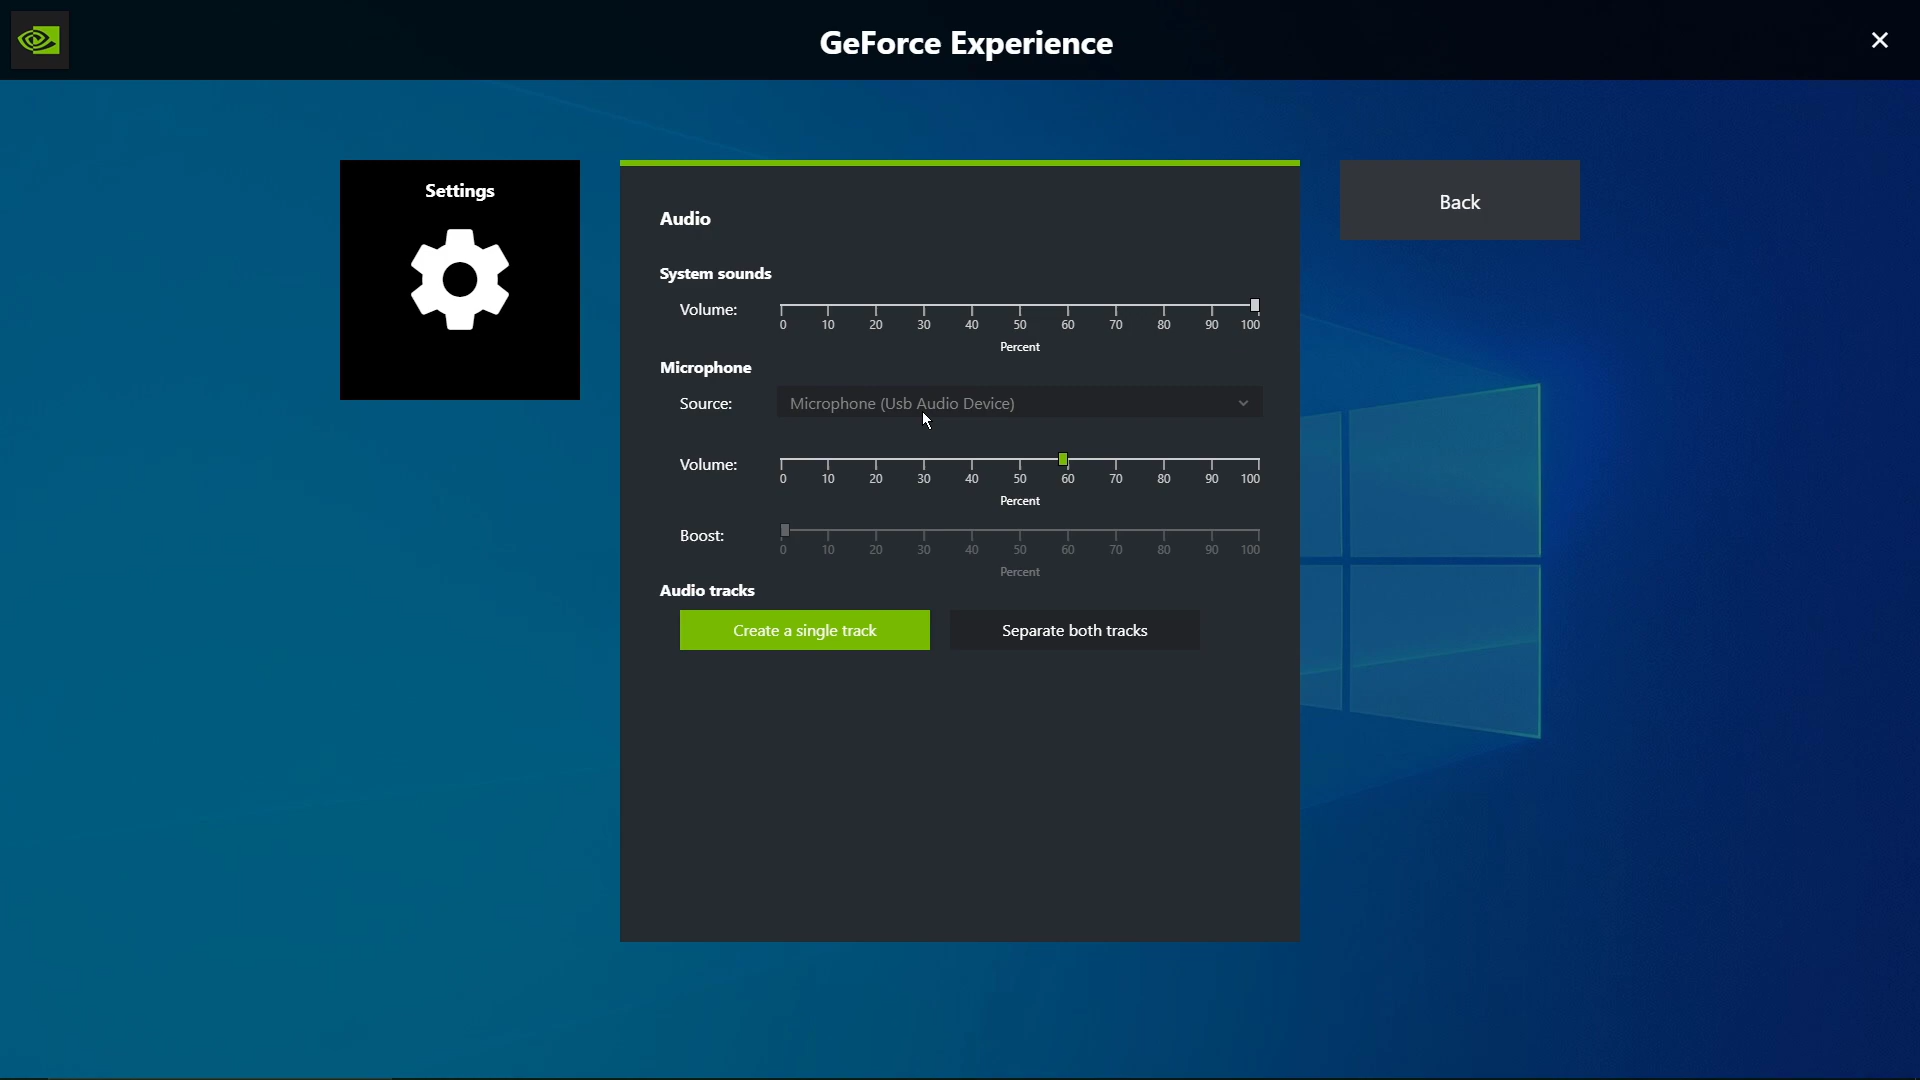 GeForce Experience
Settings
Back
Audio
System sounds
Volume:
0 10 20 30 40 50 60 70 80 90 100
Percent
Microphone
Source: Microphone (Usb Audio Device)
Volume:
0 10 20 30 40 50 60 70 80 90 100
Percent
Boost:
0 10 20 30 40 50 60 70 80 90 100
Percent
Audio tracks
Create a single track Separate both tracks